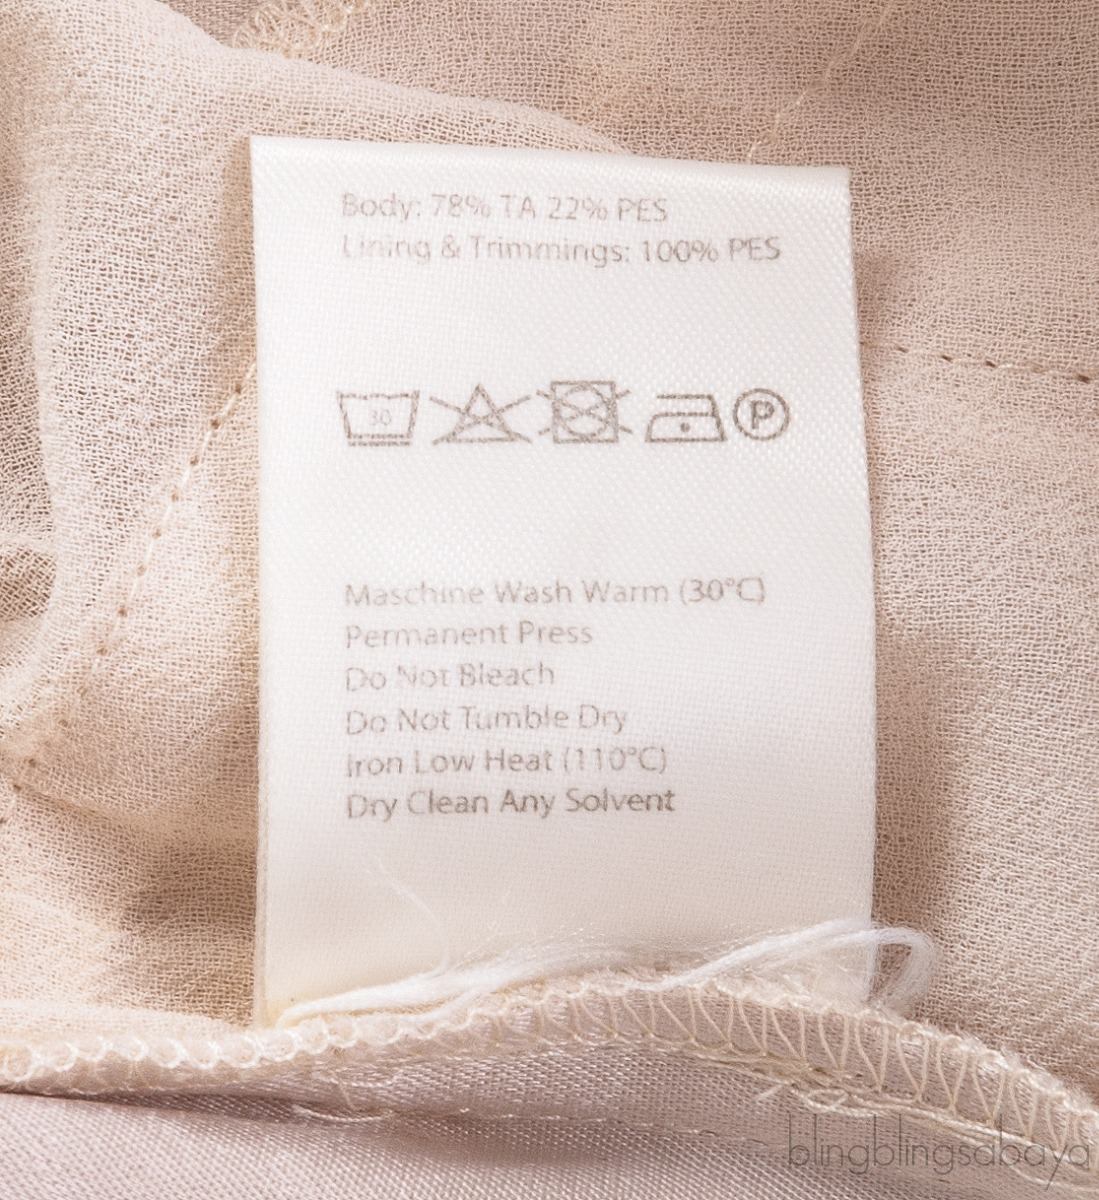 Body: 78% TA 22% PES
Lining & Trimmings: 100% PES
30
P
Maschine Wash Warm (30°C)
Permanent Press
Do Not Bleach
Do Not Tumble Dry
Iron Low Heat (110°C)
Dry Clean Any Solvent
blingblingsabaya